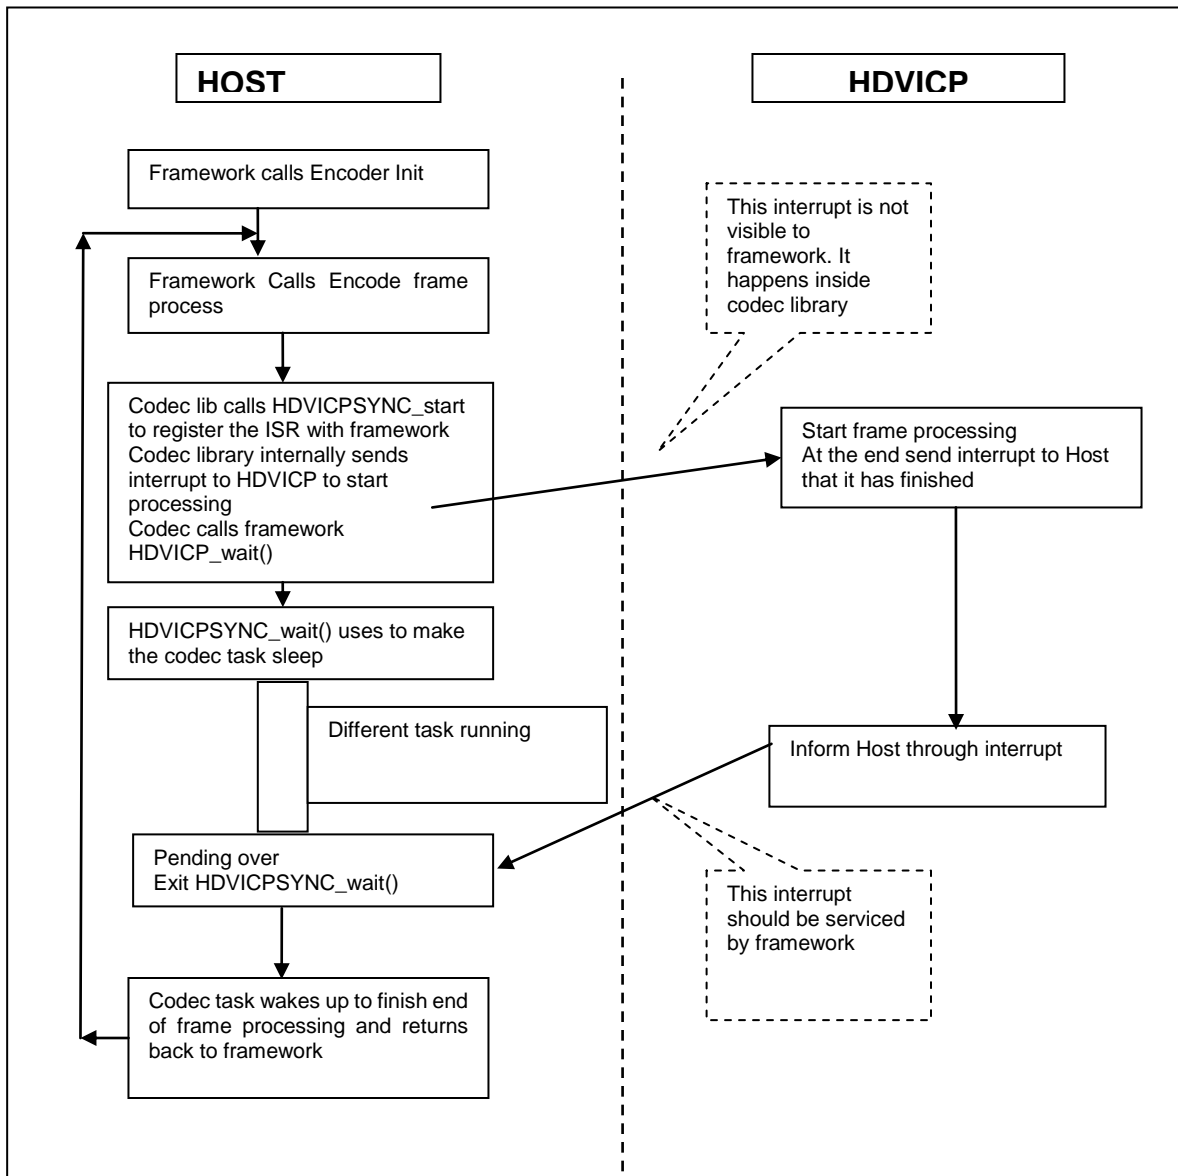 HOST
HDVICP
Framework calls Encoder Init
This interrupt is not
visible to
framework. It
happens inside
codec library
Framework Calls Encode frame
process
Codec lib calls HDVICPSYNC_start
to register the ISR with framework
Codec library internally sends
interrupt to HDVICP to start
processing
Codec calls framework
HDVICP_wait()
Start frame processing
At the end send interrupt to Host
that it has finished
HDVICPSYNC_wait() uses to make
the codec task sleep
Different task running
Inform Host through interrupt
Pending over
Exit HDVICPSYNC_wait()
This interrupt
should be serviced
by framework
Codec task wakes up to finish end
of frame processing and returns
back to framework